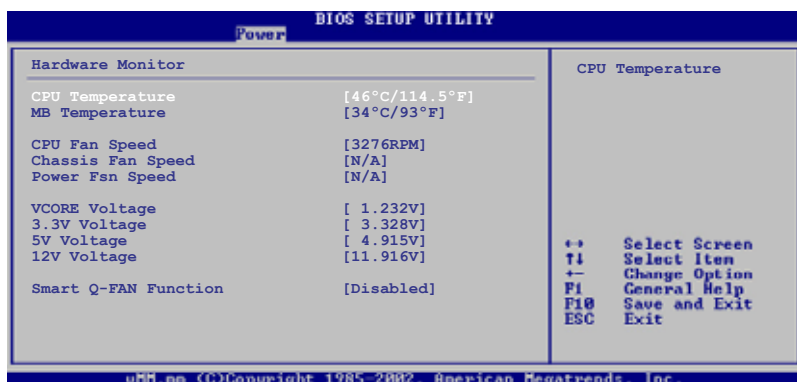 BIOS SETUP UTILITY
Power
Hardware Monitor
CPU Temperature [46°C/114.5°F]
MB Temperature [34°C/93°F]
CPU Fan Speed [3276RPM]
Chassis Fan Speed [N/A]
Power Fsn Speed [N/A]
VCORE Voltage [ 1.232V]
3.3V Voltage [ 3.328V]
5V Voltage [ 4.915V]
12V Voltage [11.916V]
Smart Q-FAN Function [Disabled]
CPU Temperature
↔ Select Screen
↑↓ Select Item
+- Change Option
F1 General Help
F10 Save and Exit
ESC Exit
(C)Copyright 1985-2002, American Megatrends, Inc.